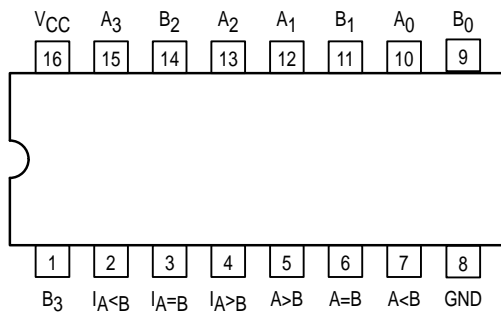 VCC A3 B2 A2 A1 B1 A0 B0
16 15 14 13 12 11 10 9
1 2 3 4 5 6 7 8
B3 IA<B IA=B IA>B A>B A=B A<B GND